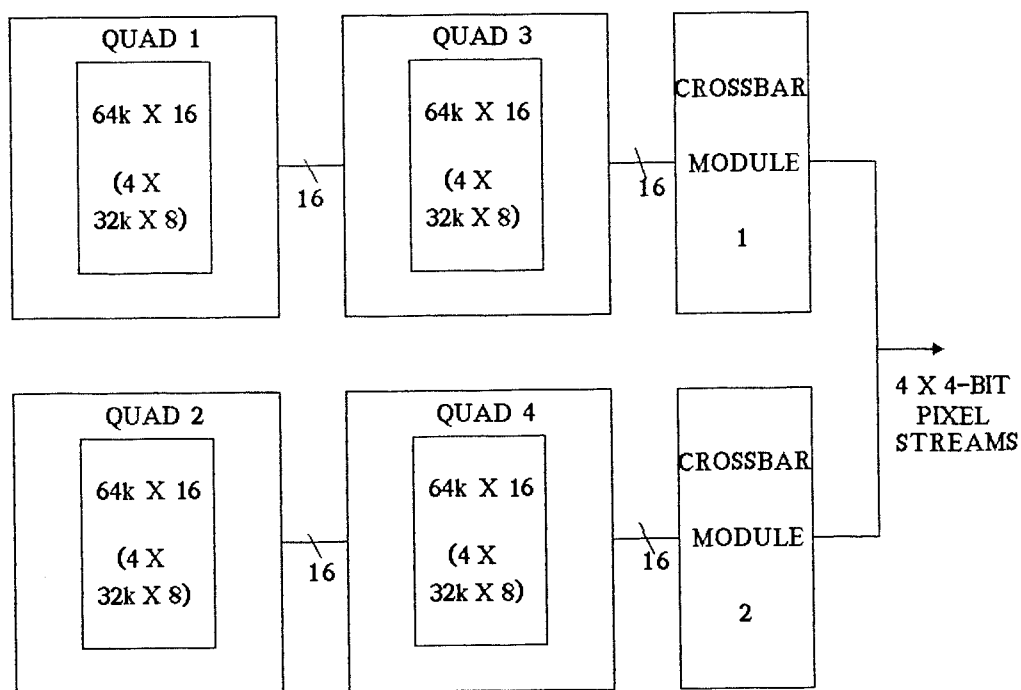 QUAD 1
64k X 16
(4 X
32k X 8)
16
QUAD 3
64k X 16
(4 X
32k X 8)
16
CROSSBAR
MODULE
1
QUAD 2
64k X 16
(4 X
32k X 8)
16
QUAD 4
64k X 16
(4 X
32k X 8)
16
CROSSBAR
MODULE
2
4 X 4-BIT
PIXEL
STREAMS